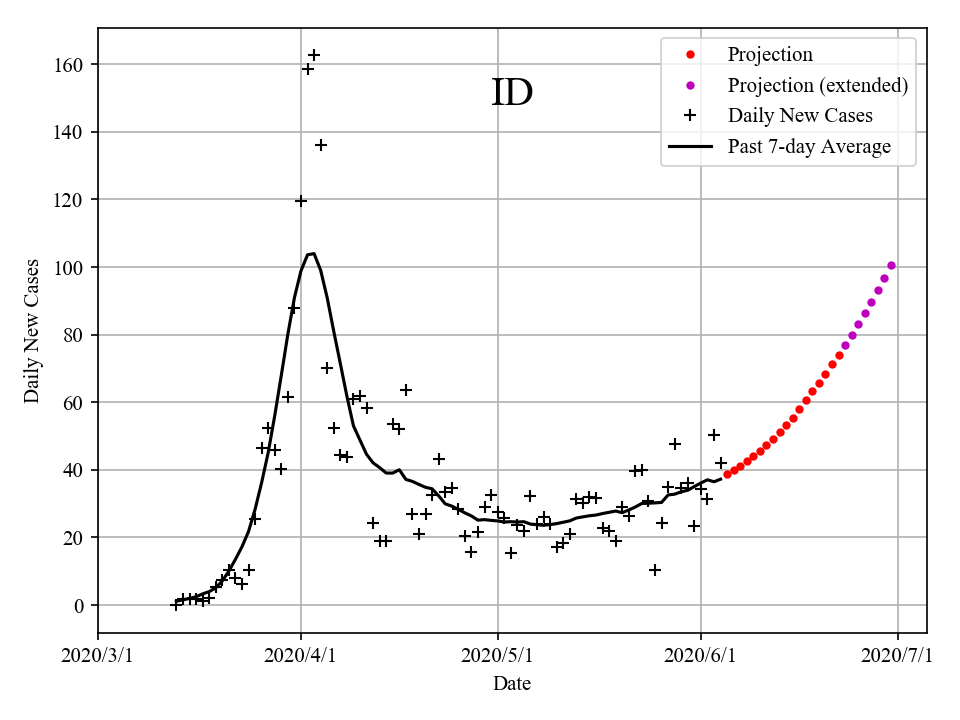 ID
Projection
Projection (extended)
Daily New Cases
Past 7-day Average
Daily New Cases
160
140
120
100
80
60
40
20
0
2020/3/1 2020/4/1 2020/5/1 2020/6/1 2020/7/1
Date